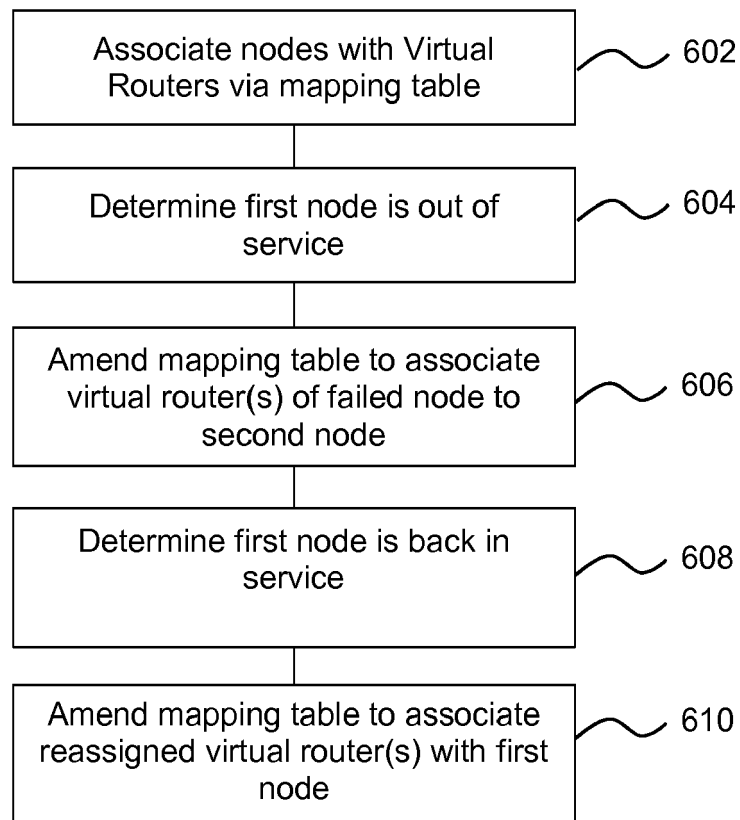 Associate nodes with Virtual
Routers via mapping table
602
Determine first node is out of
service
604
Amend mapping table to associate
virtual router(s) of failed node to
second node
606
Determine first node is back in
service
608
Amend mapping table to associate
reassigned virtual router(s) with first
node
610